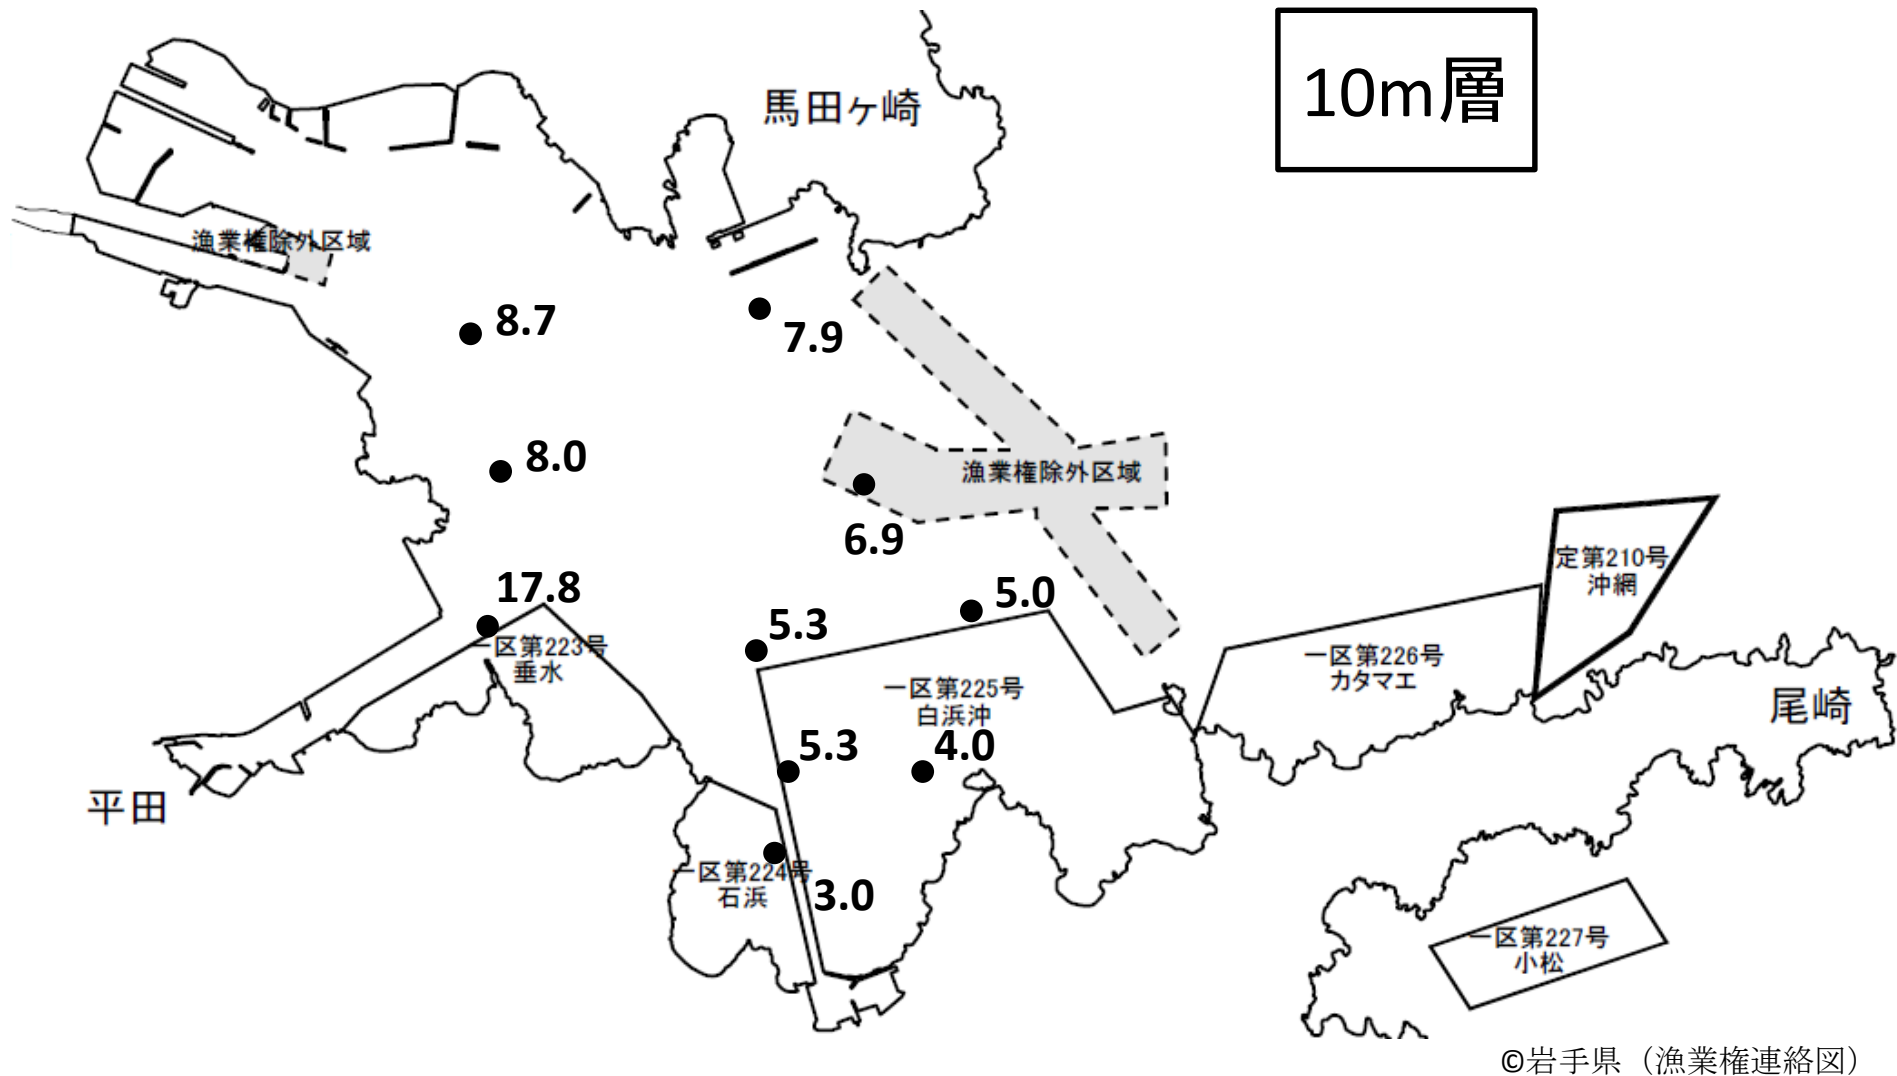 10m層
馬田ヶ崎
漁業権除外区域
8.7
7.9
8.0
漁業権除外区域
6.9
定第210号
沖網
17.8
5.0
5.3
一区第223号
垂水
一区第226号
カタマエ
一区第225号
白浜沖
尾崎
5.3
4.0
平田
一区第224号
石浜
3.0
一区第227号
小松
©岩手県（漁業権連絡図）